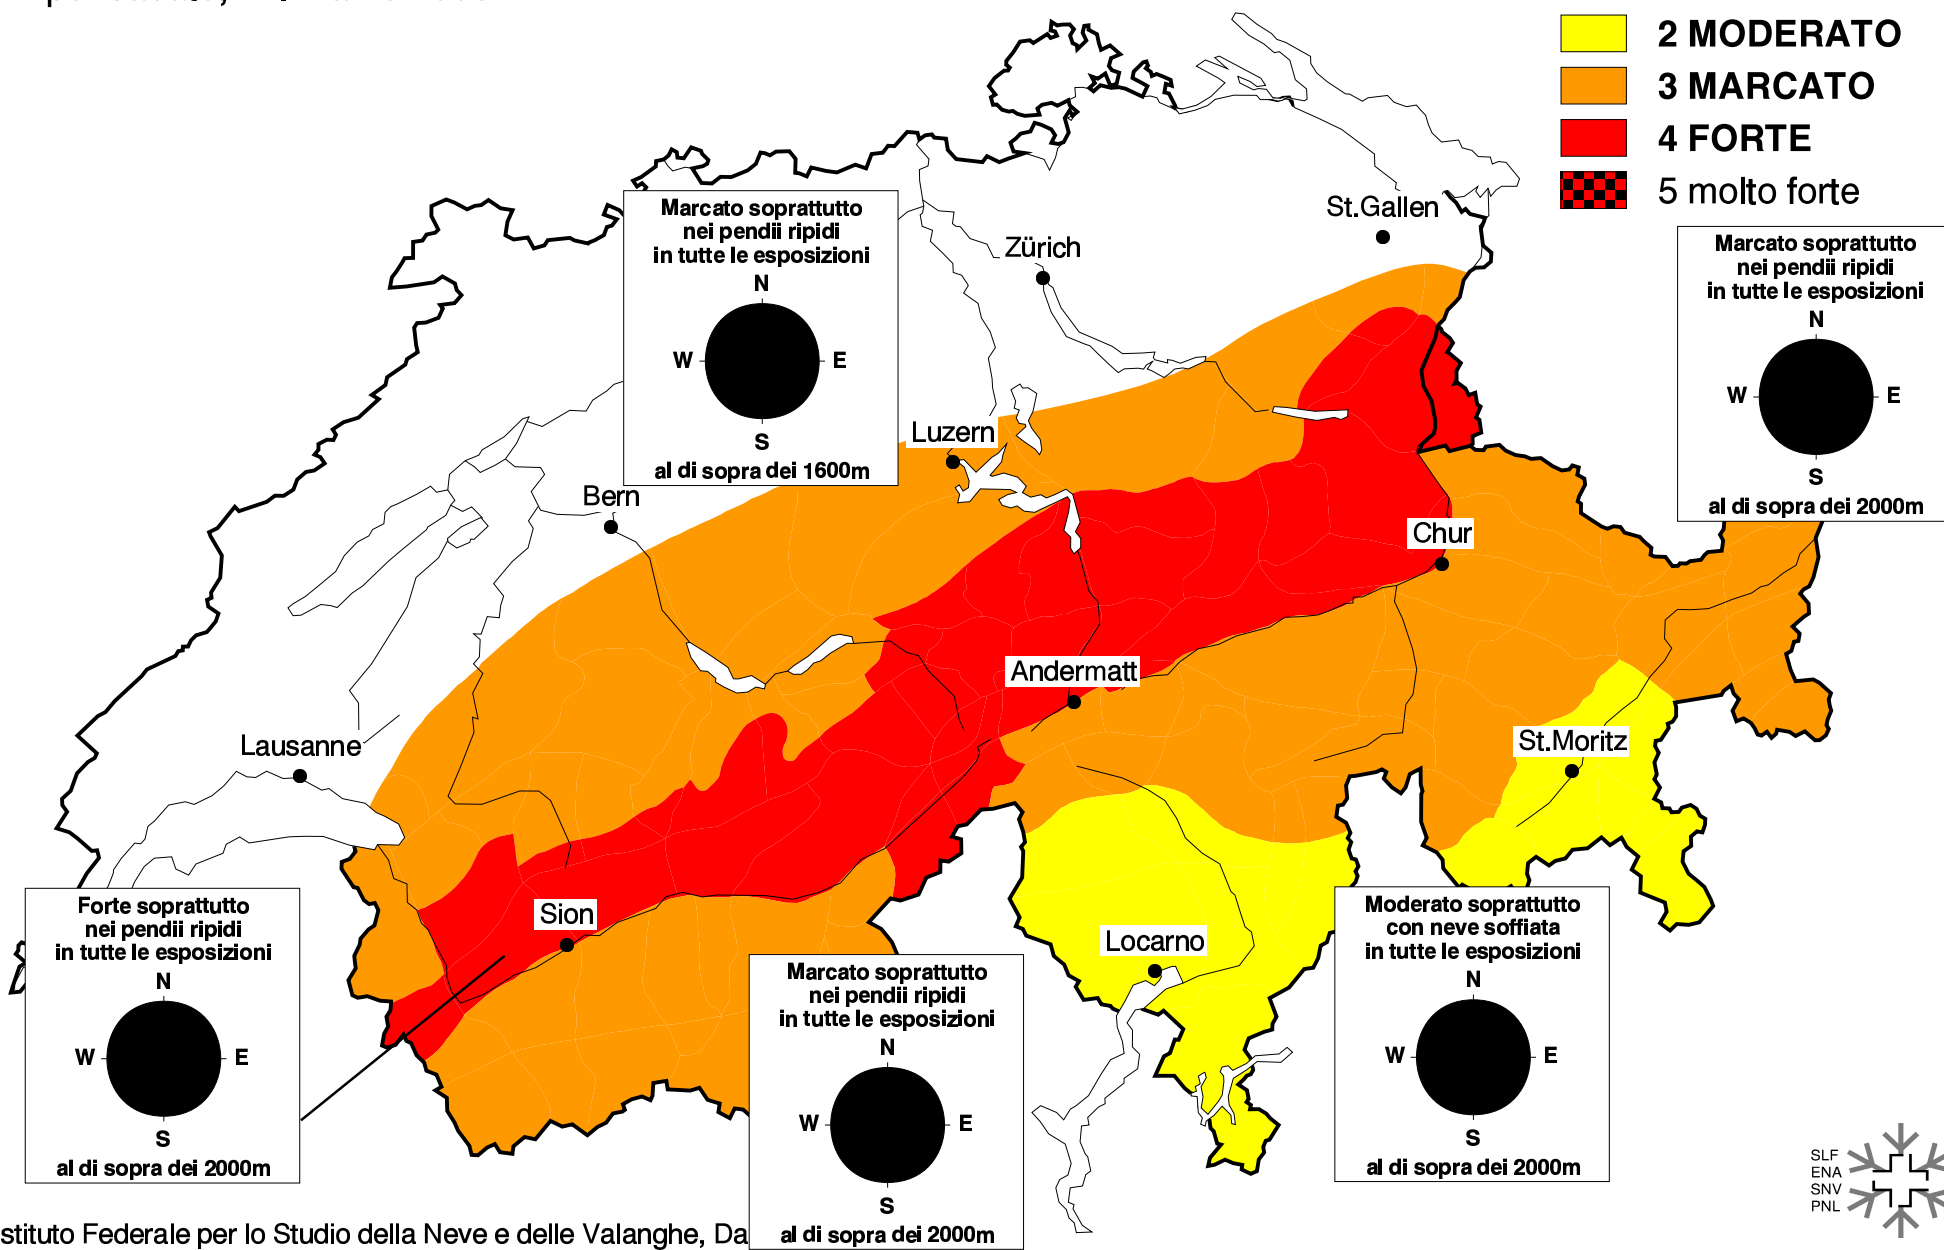 2 MODERATO
3 MARCATO
4 FORTE
5 molto forte
St.Gallen
Marcato soprattutto
nei pendii ripidi
in tutte le esposizioni
N
W E
S
al di sopra dei 1600m
Zürich
Marcato soprattutto
nei pendii ripidi
in tutte le esposizioni
N
W E
S
al di sopra dei 2000m
Luzern
Bern
Chur
Andermatt
Lausanne
St.Moritz
Sion
Locarno
Forte soprattutto
nei pendii ripidi
in tutte le esposizioni
N
W E
S
al di sopra dei 2000m
Marcato soprattutto
nei pendii ripidi
in tutte le esposizioni
N
W E
S
al di sopra dei 2000m
Moderato soprattutto
con neve soffiata
in tutte le esposizioni
N
W E
S
al di sopra dei 2000m
SLF
ENA
SNV
PNL
stituto Federale per lo Studio della Neve e delle Valanghe, Da